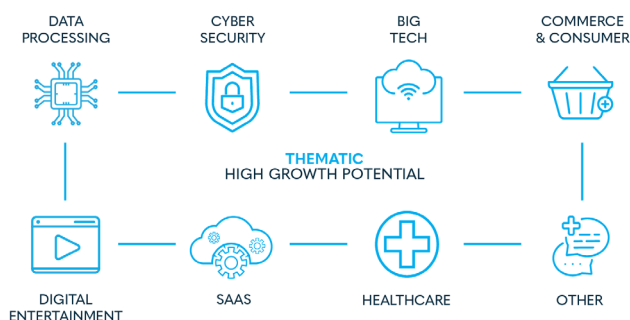 DATA
PROCESSING
CYBER
SECURITY
BIG
TECH
COMMERCE
& CONSUMER
THEMATIC
HIGH GROWTH POTENTIAL
DIGITAL
ENTERTAINMENT
SAAS
HEALTHCARE
OTHER